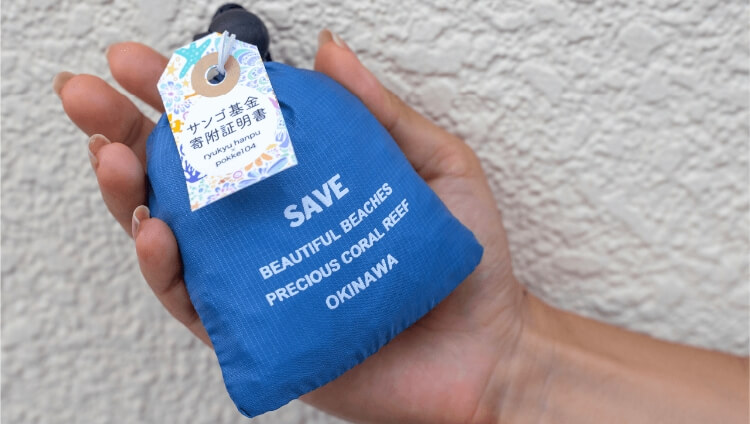 サンゴ基金
寄附証明書
ryukyu hanpu
×
pokke104
SAVE
BEAUTIFUL BEACHES
PRECIOUS CORAL REEF
OKINAWA